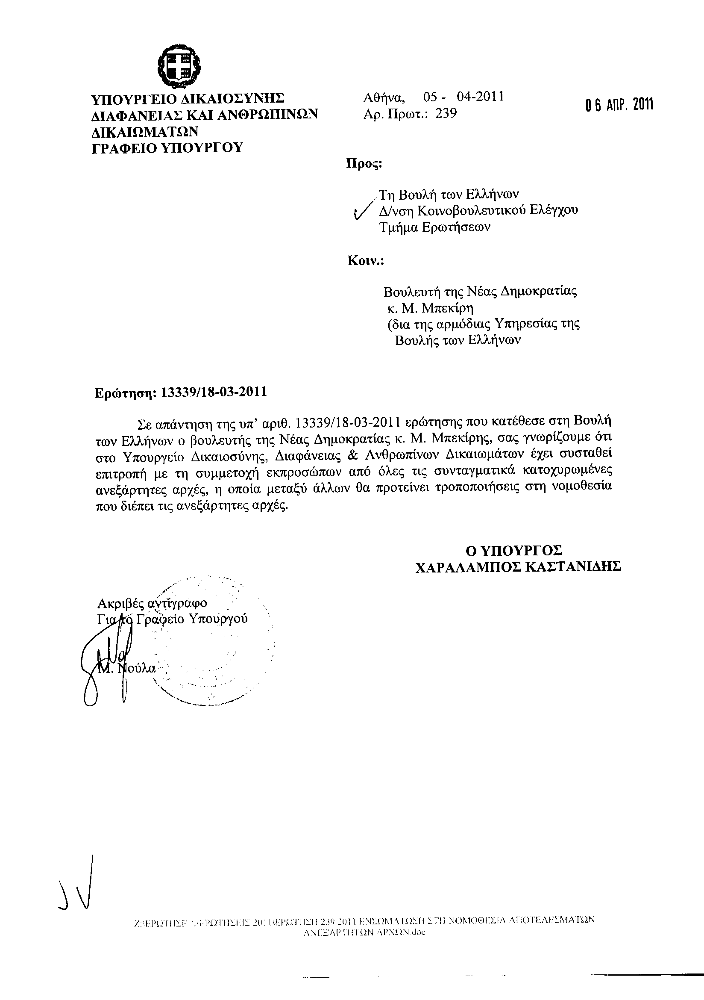 ΥΠΟΥΡΓΕΙΟ ΔΙΚΑΙΟΣΥΝΗΣ
ΔΙΑΦΑΝΕΙΑΣ ΚΑΙ ΑΝΘΡΩΠΙΝΩΝ
ΔΙΚΑΙΩΜΑΤΩΝ
ΓΡΑΦΕΙΟ ΥΠΟΥΡΓΟΥ
Αθήνα, 05 - 04-2011
Αρ. Πρωτ.: 239
06 ΑΠΡ. 2011
Προς:
Τη Βουλή των Ελλήνων
Δ/νση Κοινοβουλευτικού Ελέγχου
Τμήμα Ερωτήσεων
Κοιν.:
Βουλευτή της Νέας Δημοκρατίας
κ. Μ. Μπεκίρη
(δια της αρμόδιας Υπηρεσίας της
Βουλής των Ελλήνων
Ερώτηση: 13339/18-03-2011
Σε απάντηση της υπ’ αριθ. 13339/18-03-2011 ερώτησης που κατέθεσε στη Βουλή
των Ελλήνων ο βουλευτής της Νέας Δημοκρατίας κ. Μ. Μπεκίρης, σας γνωρίζουμε ότι
στο Υπουργείο Δικαιοσύνης, Διαφάνειας & Ανθρωπίνων Δικαιωμάτων έχει συσταθεί
επιτροπή με τη συμμετοχή εκπροσώπων από όλες τις συνταγματικά κατοχυρωμένες
ανεξάρτητες αρχές, η οποία μεταξύ άλλων θα προτείνει τροποποιήσεις στη νομοθεσία
που διέπει τις ανεξάρτητες αρχές.
Ο ΥΠΟΥΡΓΟΣ
ΧΑΡΑΛΑΜΠΟΣ ΚΑΣΤΑΝΙΔΗΣ
Ακριβές αντίγραφο
Για το Γραφείο Υπουργού
Μ. Νούλα
Z:\ΕΡΩΤΗΣΕΙΣ\ΕΡΩΤΗΣΕΙΣ 2011\ΕΡΩΤΗΣΗ 239 2011 ΕΝΣΩΜΑΤΩΣΗ ΣΤΗ ΝΟΜΟΘΕΣΙΑ ΑΠΟΤΕΛΕΣΜΑΤΩΝ
ΑΝΕΞΑΡΤΗΤΩΝ ΑΡΧΩΝ.doc